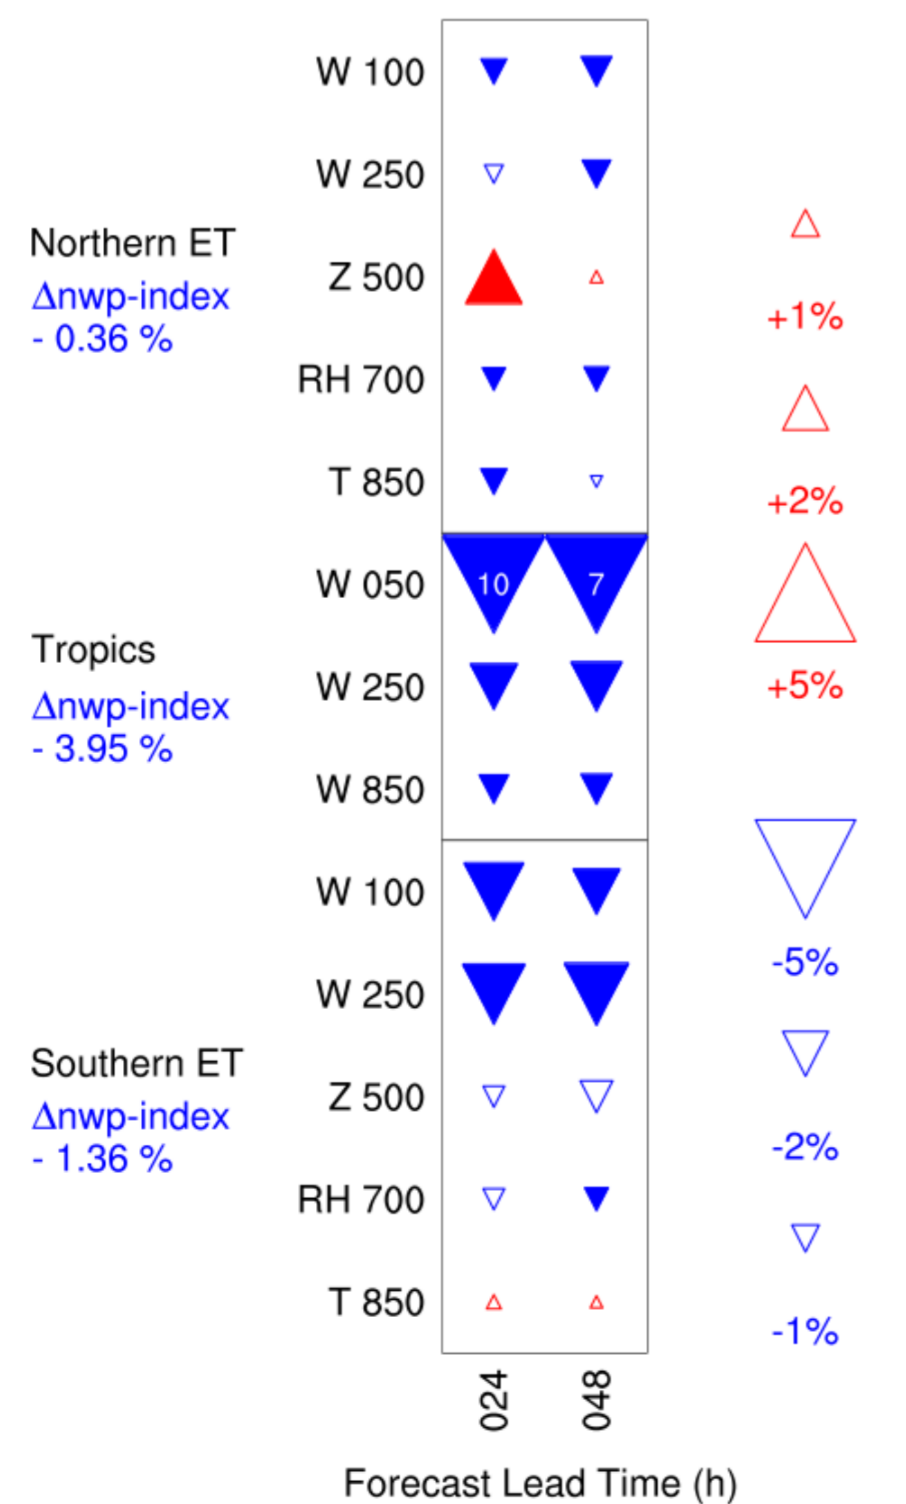 W 100
W 250
Northern ET
Δnwp-index
- 0.36 %
Z 500
RH 700
T 850
W 050
10
7
Tropics
Δnwp-index
- 3.95 %
W 250
W 850
W 100
W 250
Southern ET
Δnwp-index
- 1.36 %
Z 500
RH 700
T 850
+1%
+2%
+5%
-5%
-2%
-1%
024
048
Forecast Lead Time (h)